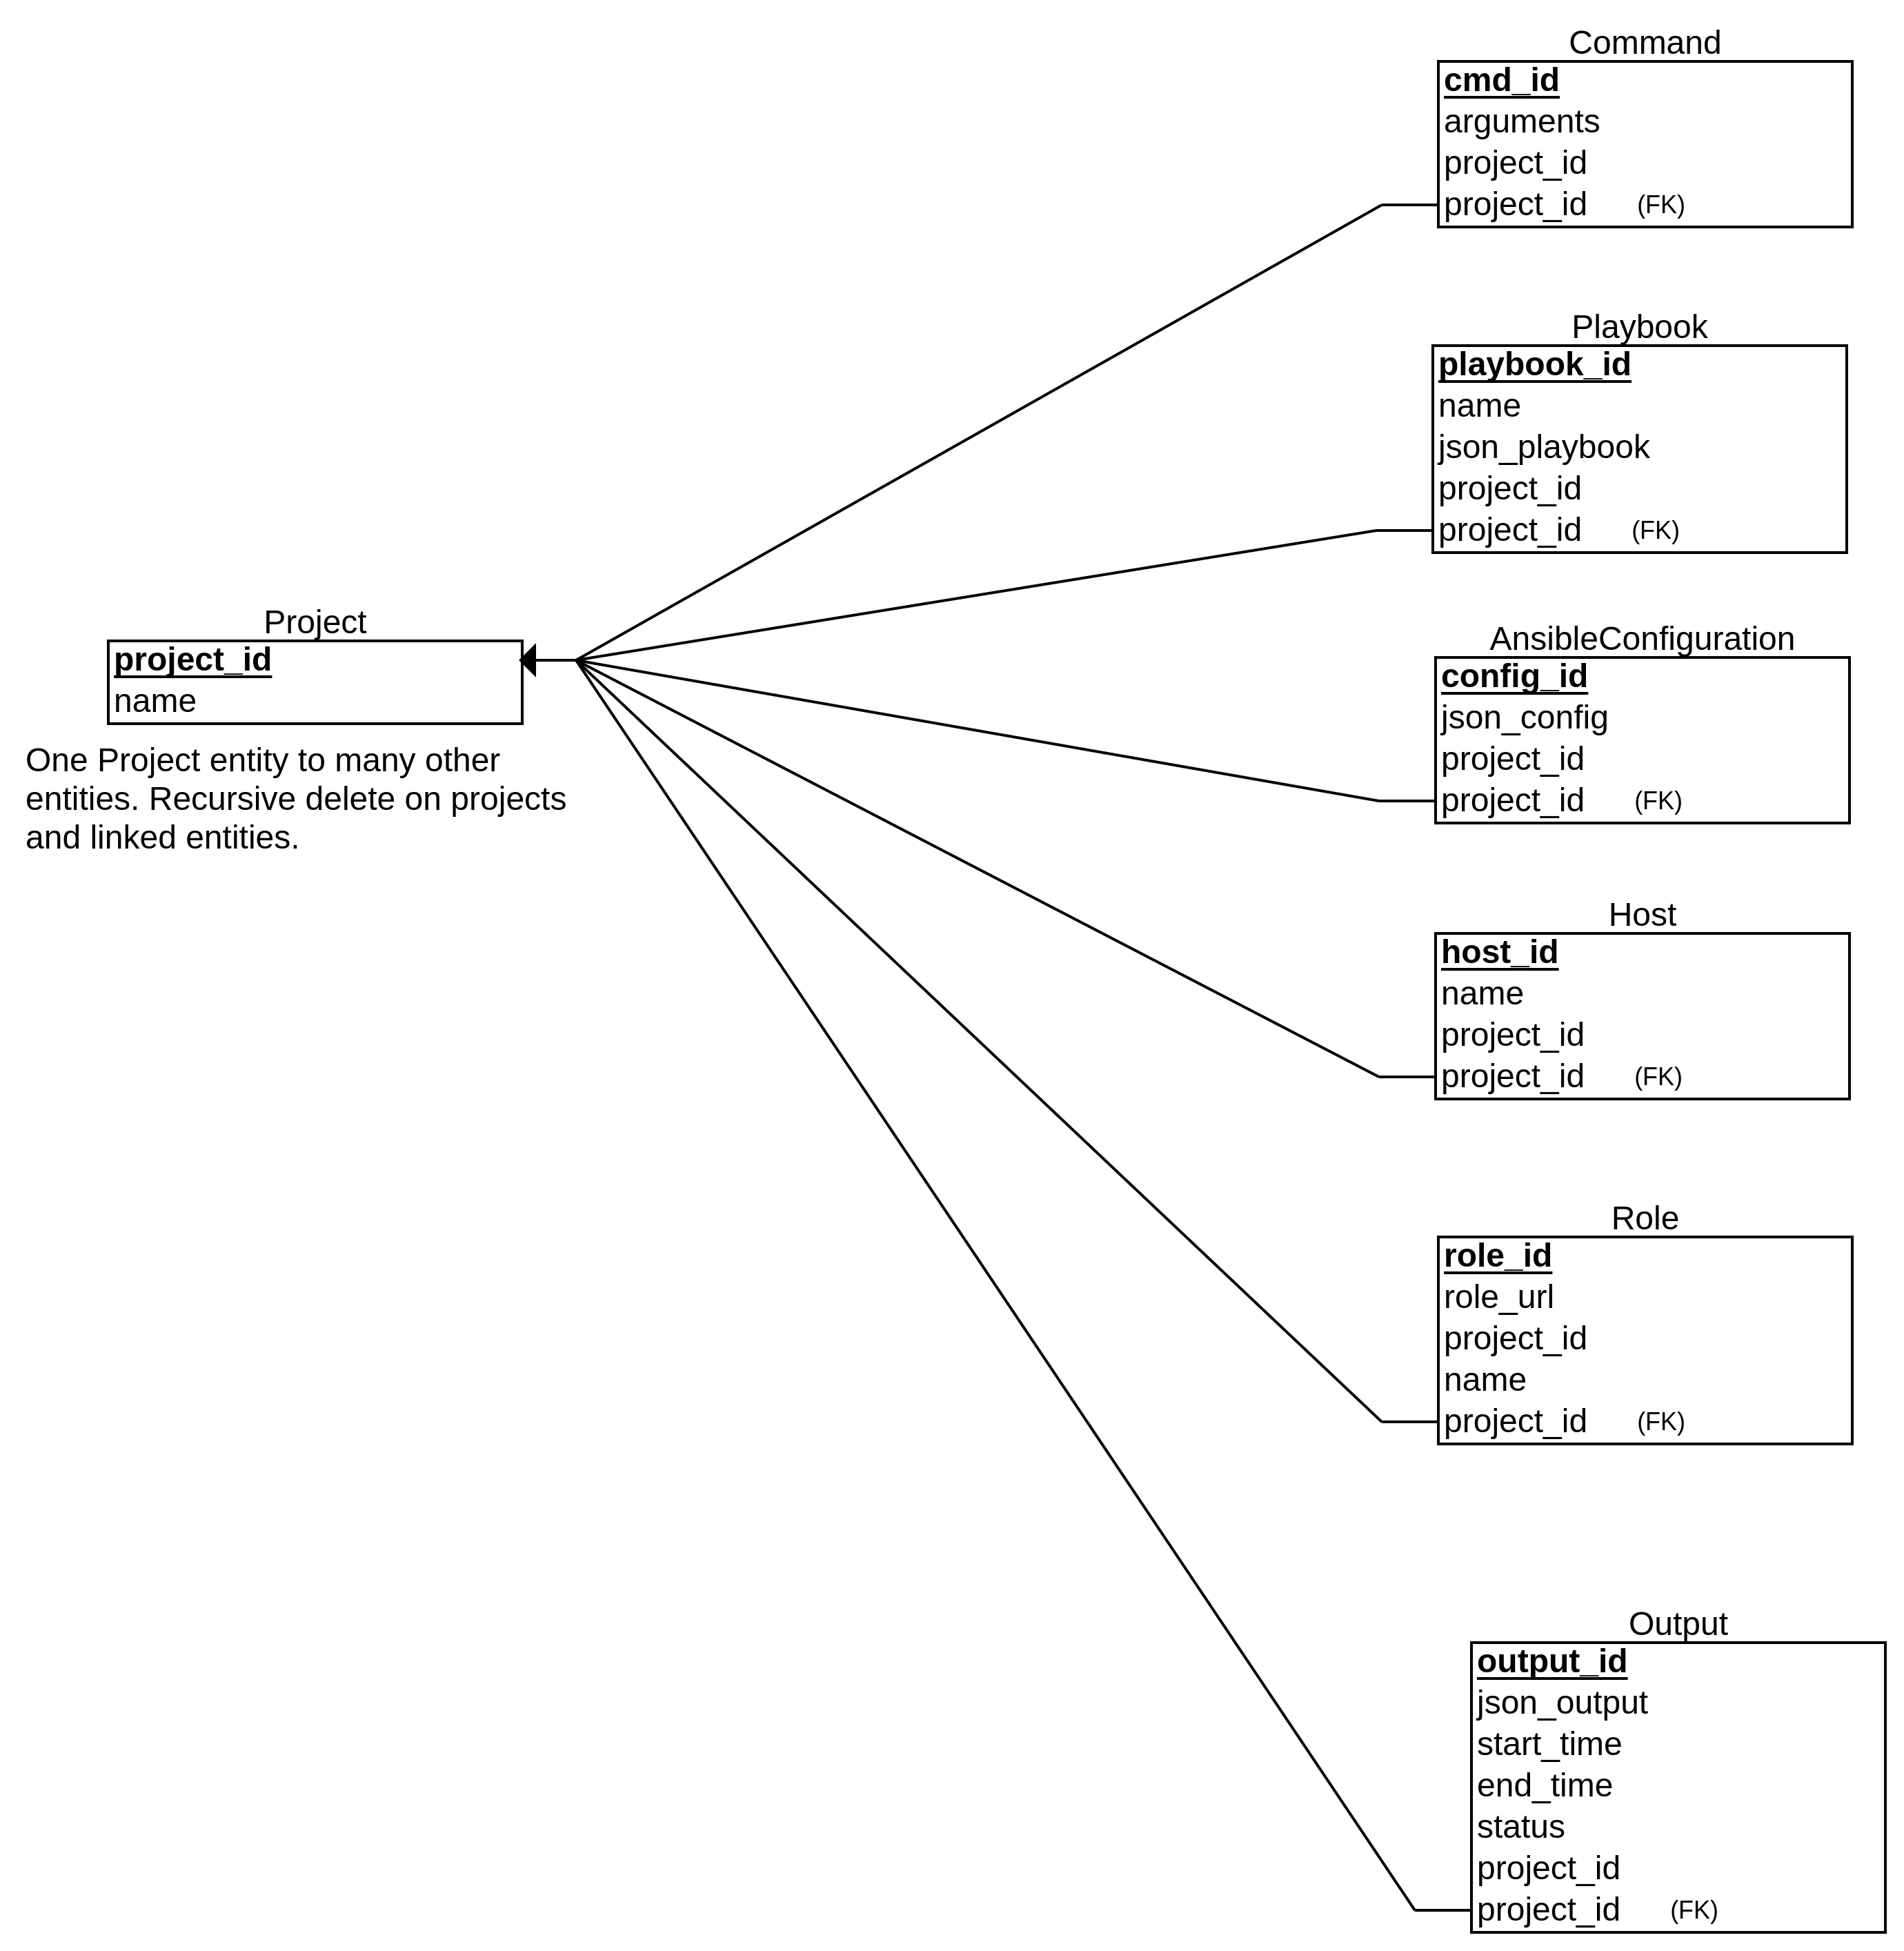 Command
cmd_id
arguments
project_id
project_id (FK)
Playbook
playbook_id
name
json_playbook
project_id
project_id (FK)
Project
project_id
name
One Project entity to many other
entities. Recursive delete on projects
and linked entities.
AnsibleConfiguration
config_id
json_config
project_id
project_id (FK)
Host
host_id
name
project_id
project_id (FK)
Role
role_id
role_url
project_id
name
project_id (FK)
Output
output_id
json_output
start_time
end_time
status
project_id
project_id (FK)